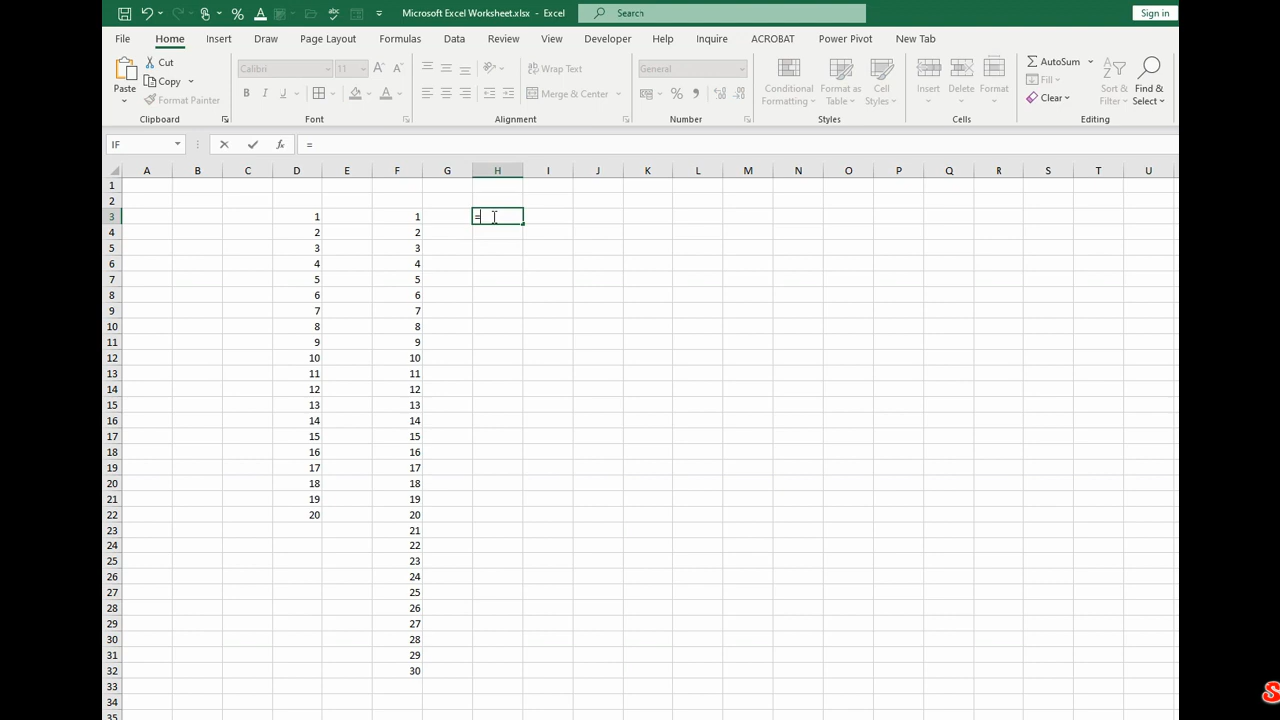 Microsoft Excel Worksheet.xlsx - Excel
Search
Sign in
File Home Insert Draw Page Layout Formulas Review View Developer Help Inquire ACROBAT Power Pivot New Tab
Paste
Cut
Copy
Format Painter
Clipboard
Calibri 11
B I U
Font
Wrap Text
Merge & Center
Alignment
General
Number
Conditional Formatting
Format as Table
Cell Styles
Styles
Insert
Delete
Format
Cells
AutoSum
Fill
Clear
Sort & Filter
Find & Select
Editing
IF =
A B C D E F G H I J K L M N O P Q R S T U
1
2
3 1 1 =
4 2 2
5 3 3
6 4 4
7 5 5
8 6 6
9 7 7
10 8 8
11 9 9
12 10 10
13 11 11
14 12 12
15 13 13
16 14 14
17 15 15
18 16 16
19 17 17
20 18 18
21 19 19
22 20 20
23 21
24 22
25 23
26 24
27 25
28 26
29 27
30 28
31 29
32 30
33
34
35
S